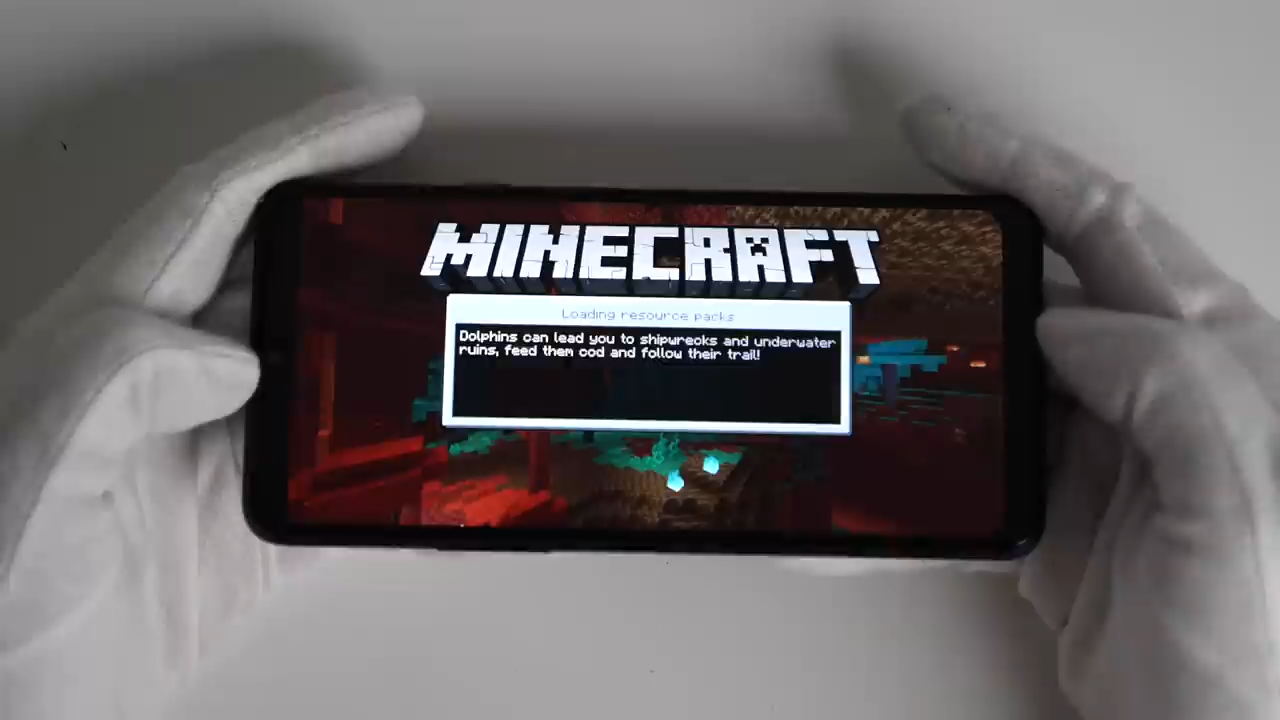 MINECRAFT
Loading resource packs
Dolphins can lead you to shipwrecks and underwater
ruins, feed them cod and follow their trail!